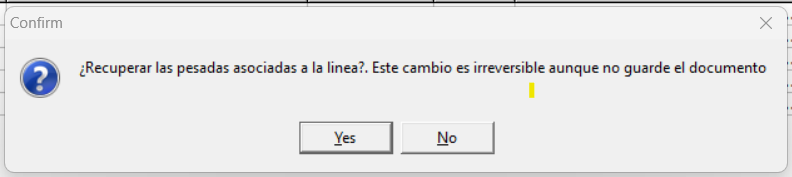 Confirm
¿Recuperar las pesadas asociadas a la linea?. Este cambio es irreversible aunque no guarde el documento
Yes
No